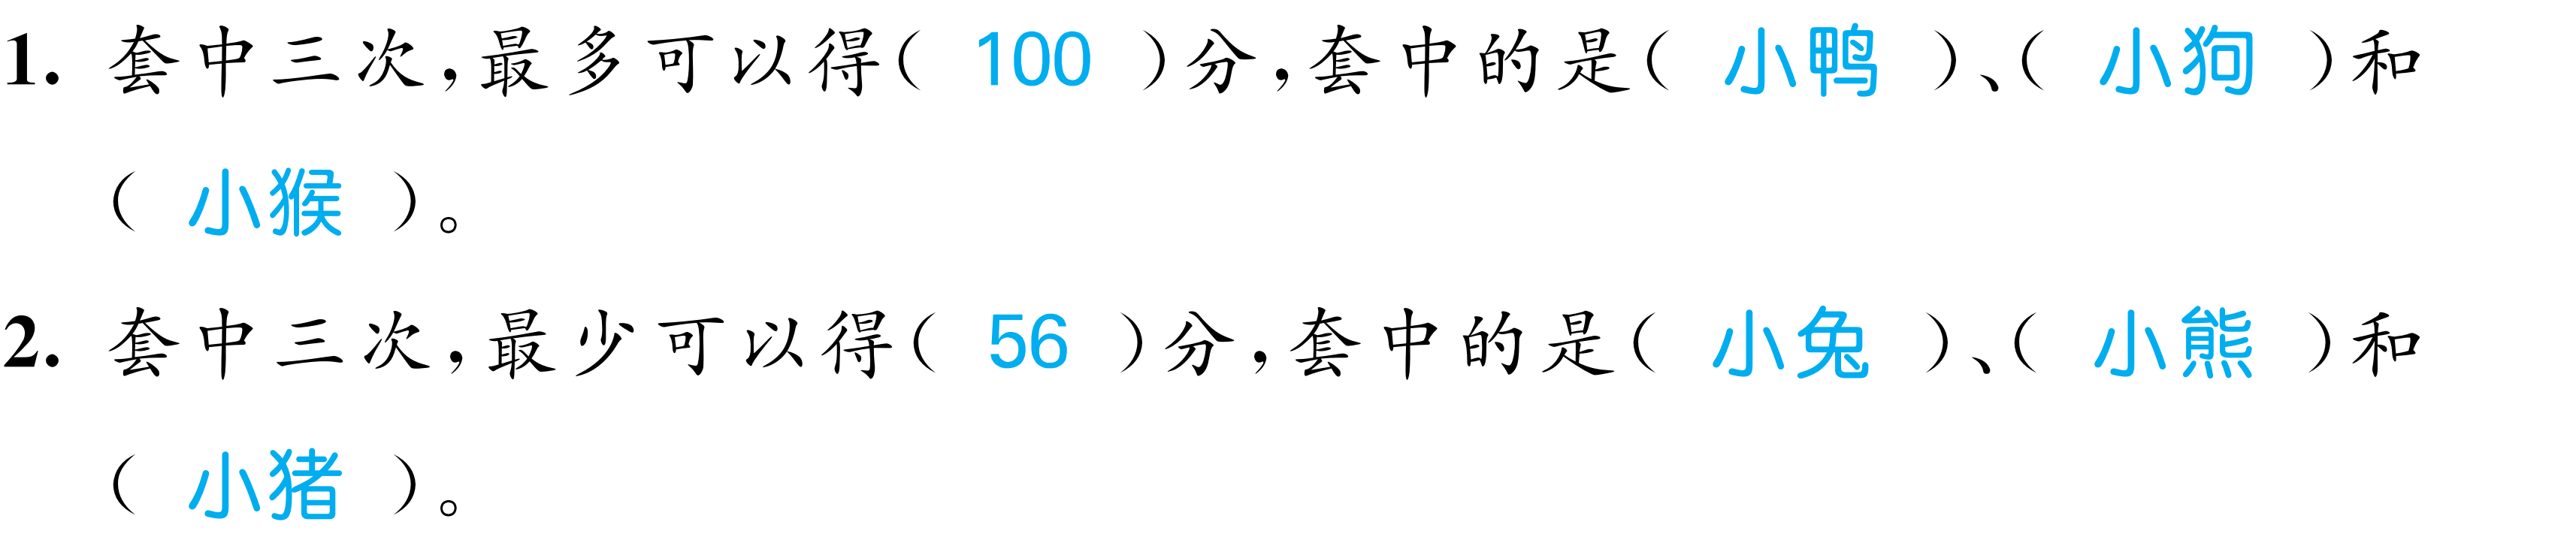 1. 套中三次,最多可以得( 100 )分,套中的是( 小鸭 )、( 小狗 )和
( 小猴 )。
2. 套中三次,最少可以得( 56 )分,套中的是( 小兔 )、( 小熊 )和
( 小猪 )。